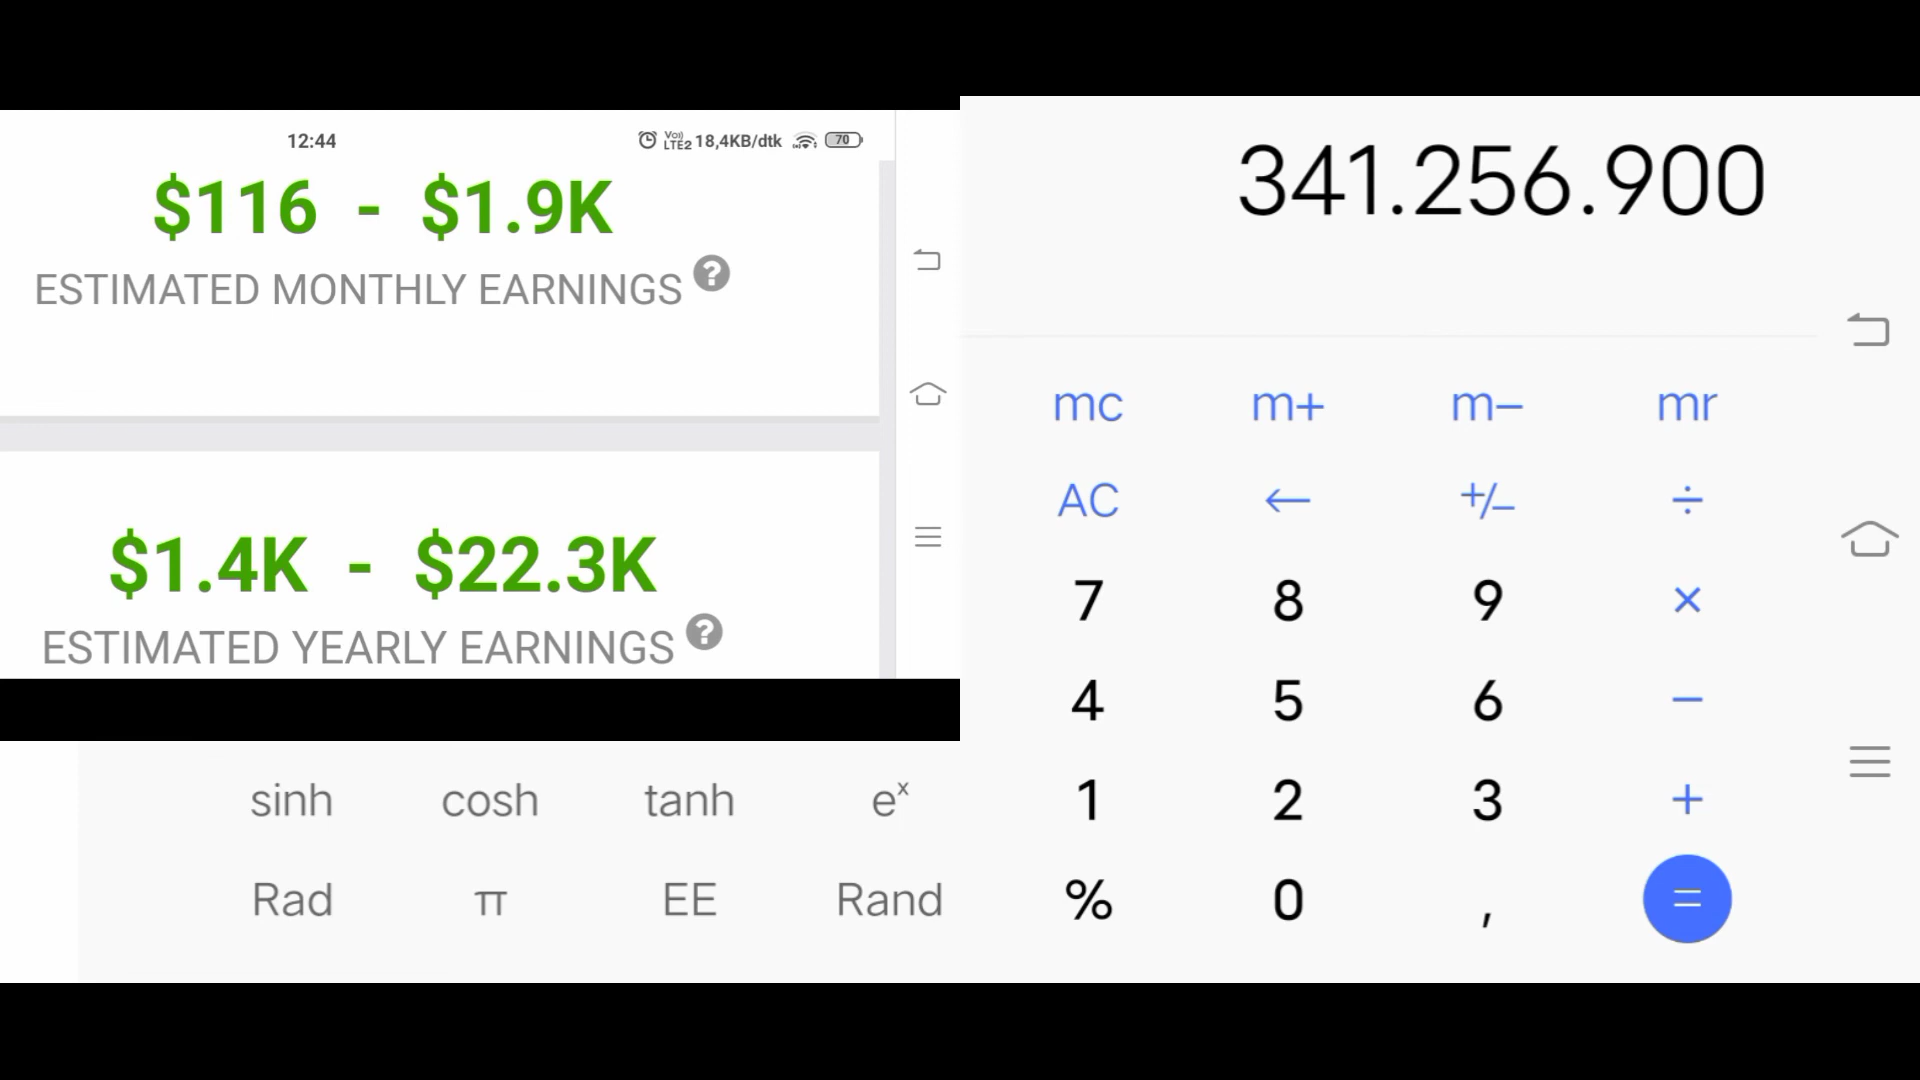 12:44 Vo) LTE2 18,4KB/dtk 70
$116 - $1.9K
ESTIMATED MONTHLY EARNINGS ?
$1.4K - $22.3K
ESTIMATED YEARLY EARNINGS ?
341.256.900
mc m+ m– mr
AC ← +/– ÷
7 8 9 ×
4 5 6 −
sinh cosh tanh eˣ 1 2 3 +
Rad π EE Rand % 0 , =